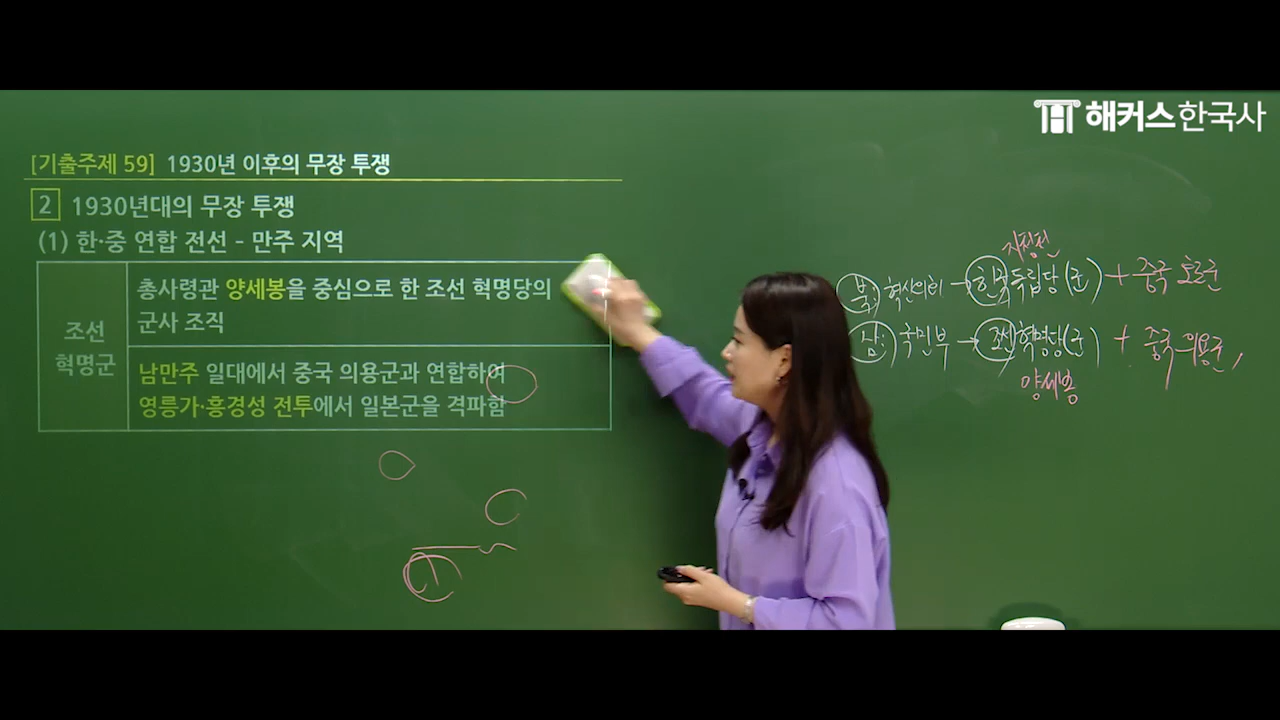 해커스한국사
[기출주제 59] 1930년 이후의 무장 투쟁
2 1930년대의 무장 투쟁
(1) 한·중 연합 전선 - 만주 지역
조선
혁명군
총사령관 양세봉을 중심으로 한 조선 혁명당의
군사 조직
남만주 일대에서 중국 의용군과 연합하여
영릉가·흥경성 전투에서 일본군을 격파함
지청천
북: 혁신의회 → 한국독립당(군) + 중국 호로군
남: 국민부 → 조선혁명당(군) + 중국 의용군,
양세봉